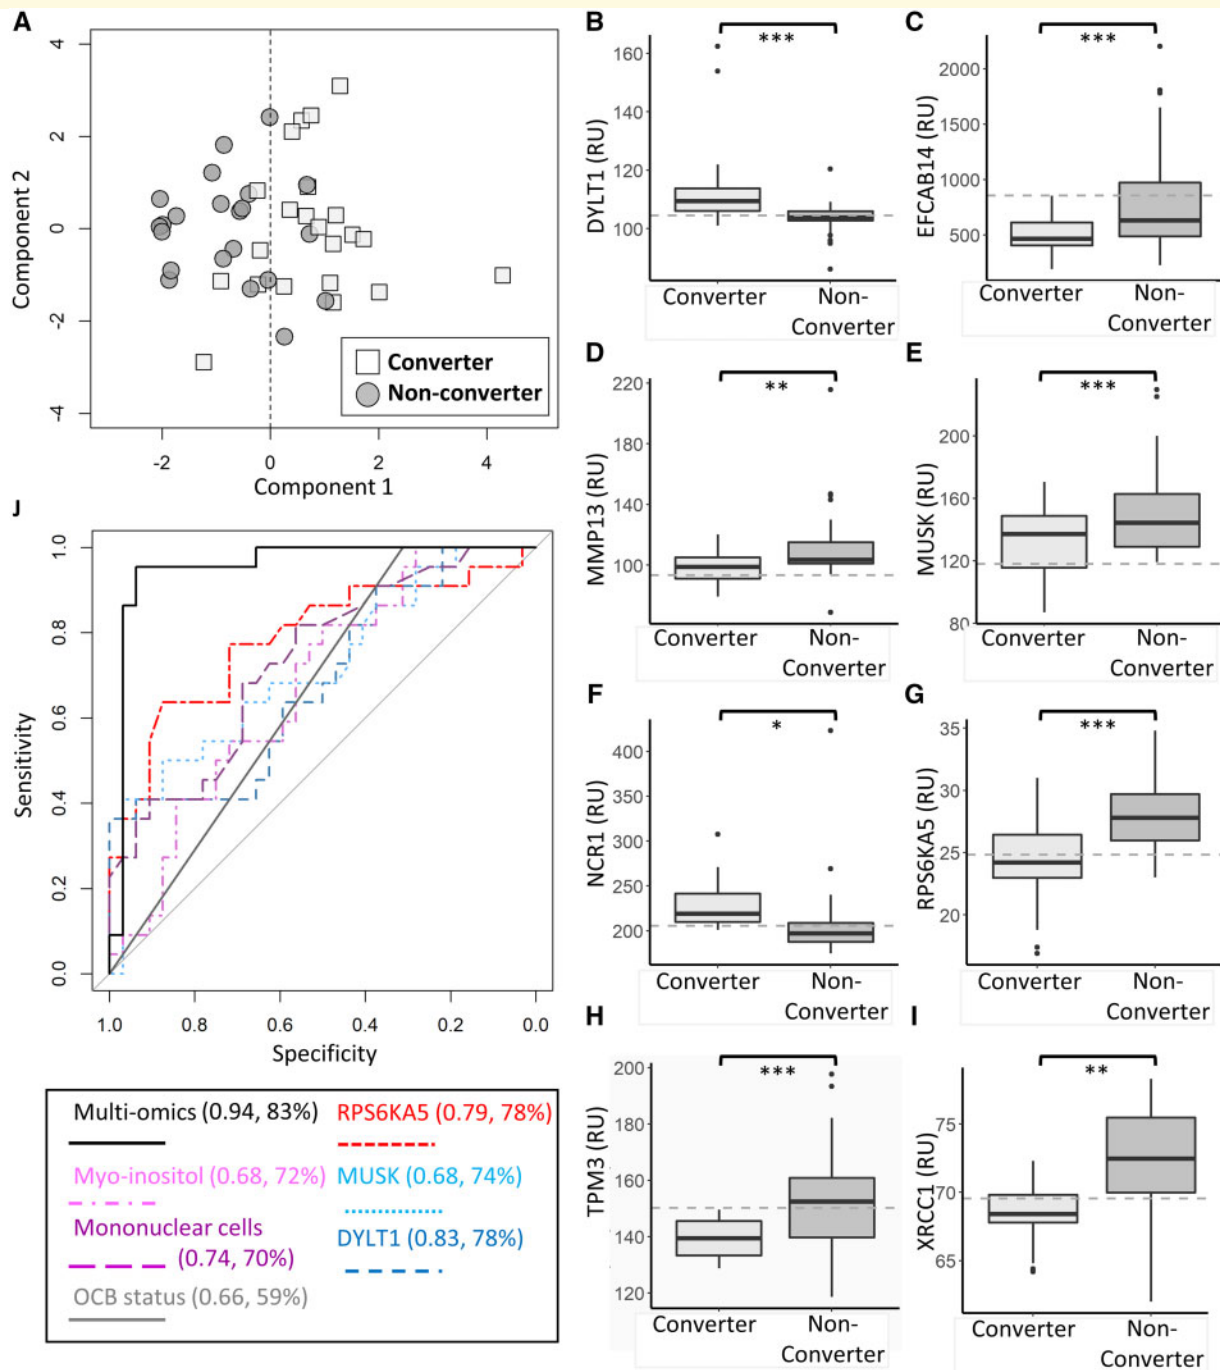 A
4
2
0
-2
-4
Component 2
-2
0
2
4
Component 1
Converter
Non-converter
B
***
160
140
120
100
DYLT1 (RU)
Converter
Non-
Converter
C
***
2000
1500
1000
500
EFCAB14 (RU)
Converter
Non-
Converter
D
**
220
180
140
100
MMP13 (RU)
Converter
Non-
Converter
E
***
200
160
120
80
MUSK (RU)
Converter
Non-
Converter
F
*
400
350
300
250
200
NCR1 (RU)
Converter
Non-
Converter
G
***
35
30
25
20
RPS6KA5 (RU)
Converter
Non-
Converter
H
***
200
180
160
140
120
TPM3 (RU)
Converter
Non-
Converter
I
**
75
70
65
XRCC1 (RU)
Converter
Non-
Converter
J
1.0
0.8
0.6
0.4
0.2
0.0
Sensitivity
1.0
0.8
0.6
0.4
0.2
0.0
Specificity
Multi-omics (0.94, 83%)
RPS6KA5 (0.79, 78%)
Myo-inositol (0.68, 72%)
MUSK (0.68, 74%)
Mononuclear cells
(0.74, 70%)
DYLT1 (0.83, 78%)
OCB status (0.66, 59%)